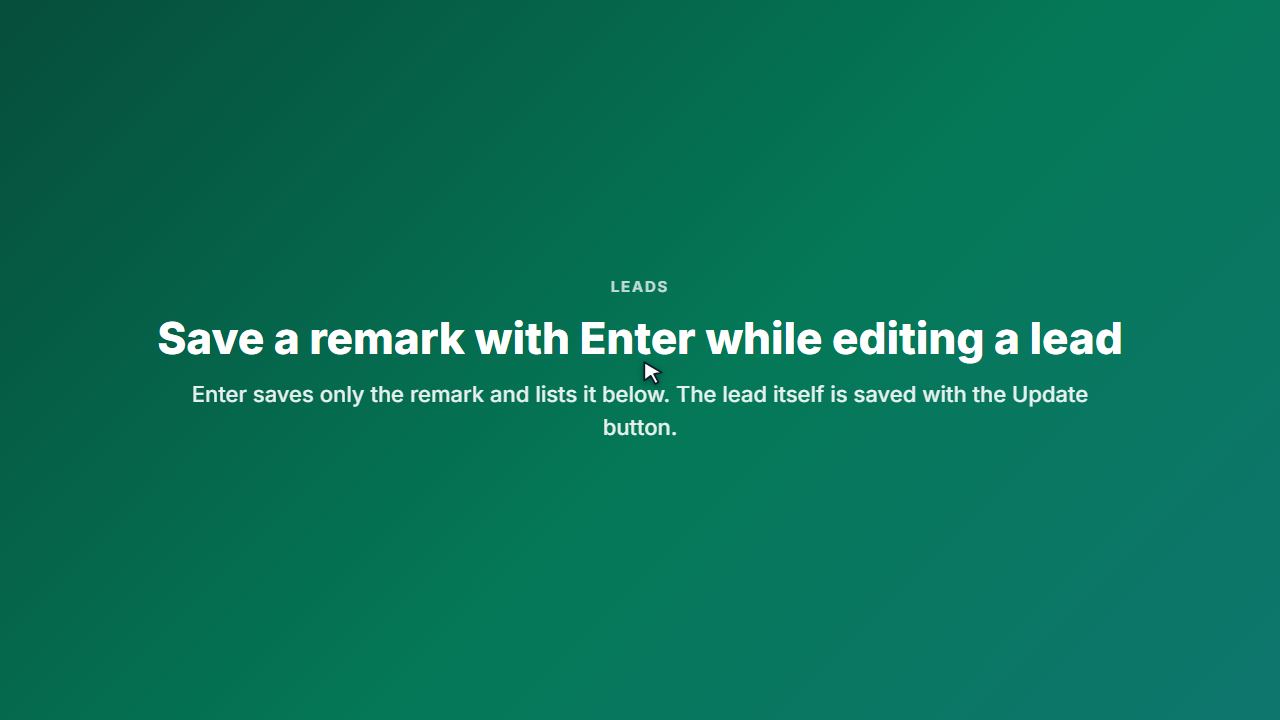 LEADS
Save a remark with Enter while editing a lead
Enter saves only the remark and lists it below. The lead itself is saved with the Update
button.